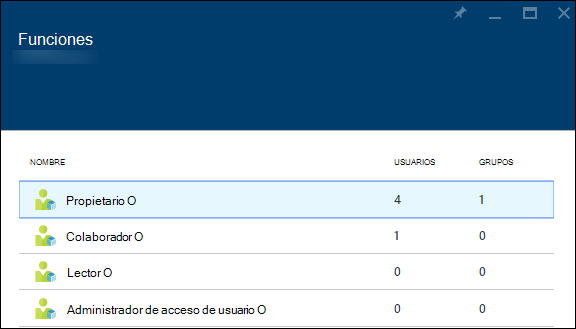 Funciones
NOMBRE USUARIOS GRUPOS
Propietario O 4 1
Colaborador O 1 0
Lector O 0 0
Administrador de acceso de usuario O 0 0